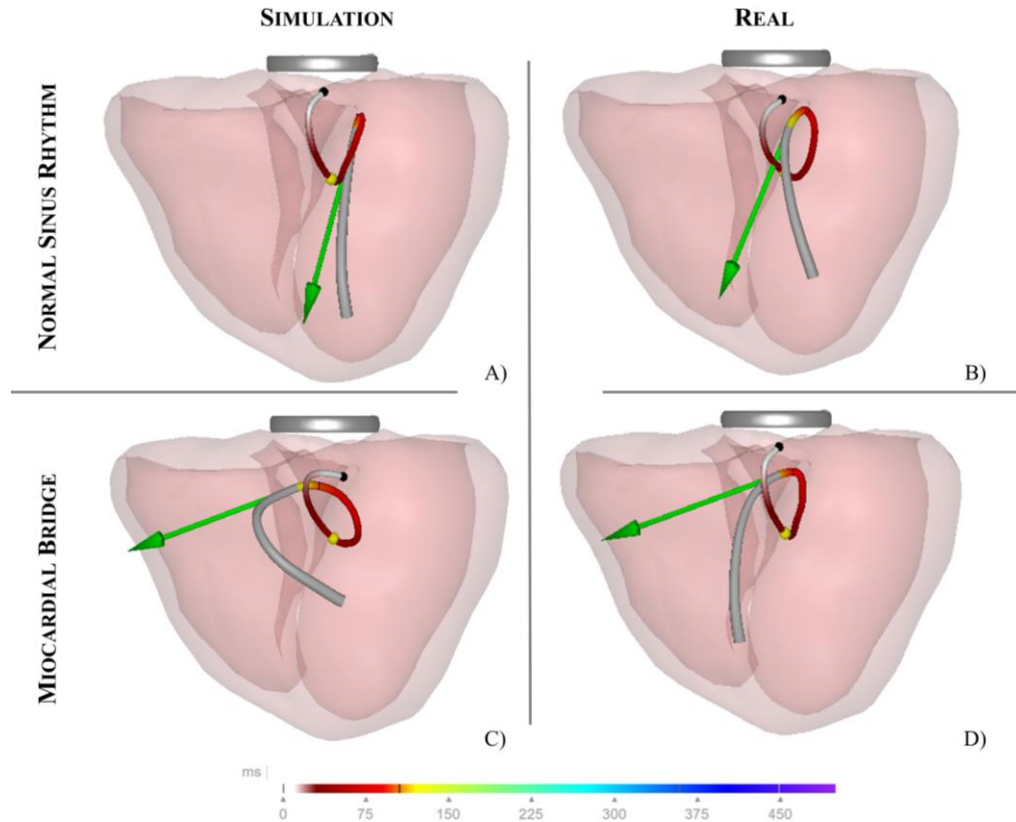 SIMULATION
REAL
NORMAL SINUS RHYTHM
A)
B)
MIOCARDIAL BRIDGE
C)
D)
ms
0 75 150 225 300 375 450